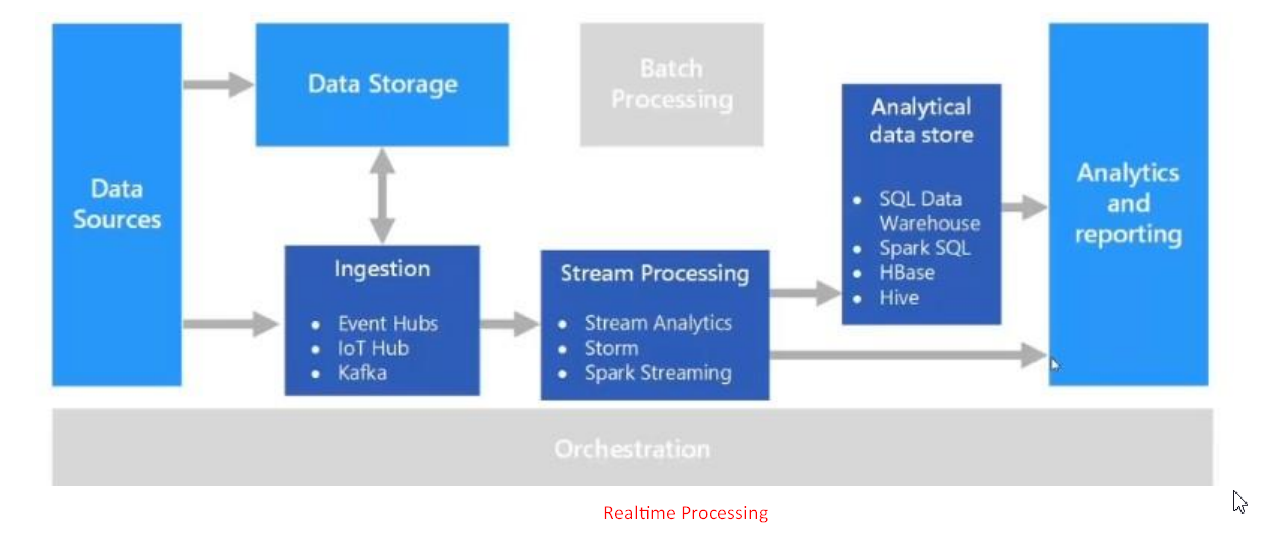 Data
Sources
Data Storage
Batch
Processing
Ingestion
• Event Hubs
• IoT Hub
• Kafka
Stream Processing
• Stream Analytics
• Storm
• Spark Streaming
Analytical
data store
• SQL Data
Warehouse
• Spark SQL
• HBase
• Hive
Analytics
and
reporting
Orchestration
Realtime Processing